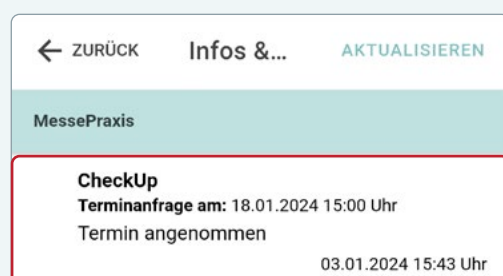 ← ZURÜCK Infos &... AKTUALISIEREN
MessePraxis
CheckUp
Terminanfrage am: 18.01.2024 15:00 Uhr
Termin angenommen
03.01.2024 15:43 Uhr